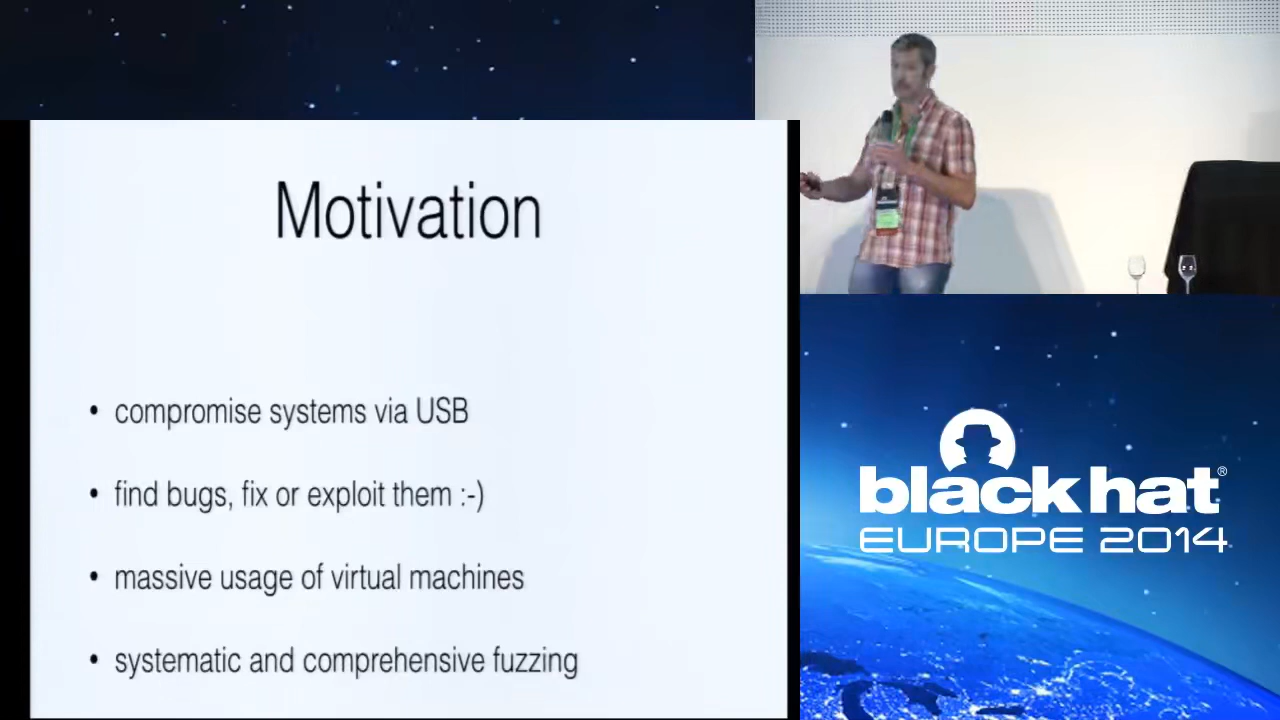 Motivation
• compromise systems via USB
• find bugs, fix or exploit them :-)
• massive usage of virtual machines
• systematic and comprehensive fuzzing
black hat®
EUROPE 2014